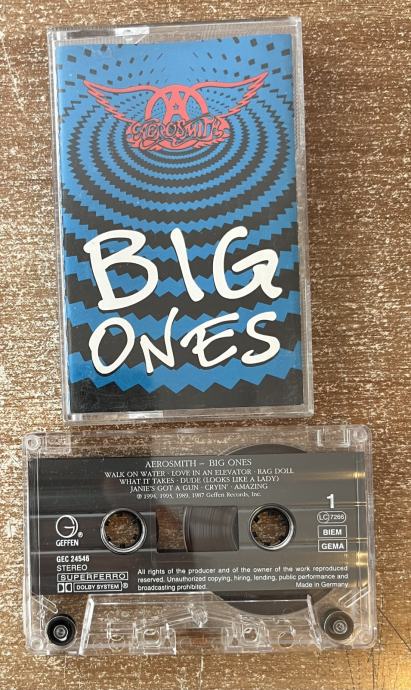 AEROSMITH
BIG
ONES
AEROSMITH – BIG ONES
WALK ON WATER · LOVE IN AN ELEVATOR · RAG DOLL
WHAT IT TAKES · DUDE (LOOKS LIKE A LADY)
JANIE'S GOT A GUN · CRYIN' · AMAZING
℗ 1994, 1993, 1989, 1987 Geffen Records, Inc.
G ®
GEFFEN
1
LC 7266
GEC 24546
STEREO
SUPERFERRO
DOLBY SYSTEM ®
BIEM
GEMA
All rights of the producer and of the owner of the work reproduced
reserved. Unauthorized copying, hiring, lending, public performance and
broadcasting prohibited. Made in Germany